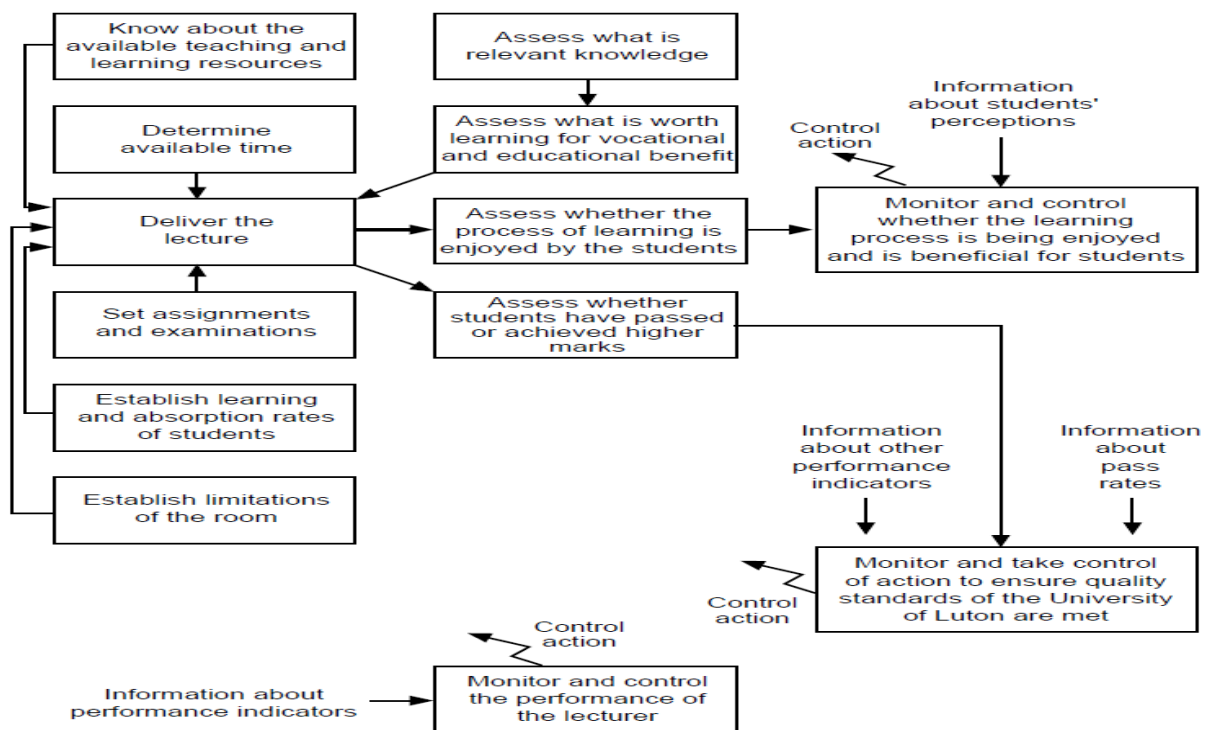 Know about the
available teaching and
learning resources
Assess what is
relevant knowledge
Determine
available time
Assess what is worth
learning for vocational
and educational benefit
Control
action
Information
about students'
perceptions
Deliver the
lecture
Assess whether the
process of learning is
enjoyed by the students
Monitor and control
whether the learning
process is being enjoyed
and is beneficial for students
Set assignments
and examinations
Assess whether
students have passed
or achieved higher
marks
Establish learning
and absorption rates
of students
Establish limitations
of the room
Information
about other
performance
indicators
Information
about
pass
rates
Control
action
Monitor and take control
of action to ensure quality
standards of the University
of Luton are met
Control
action
Information about
performance indicators
Monitor and control
the performance of
the lecturer